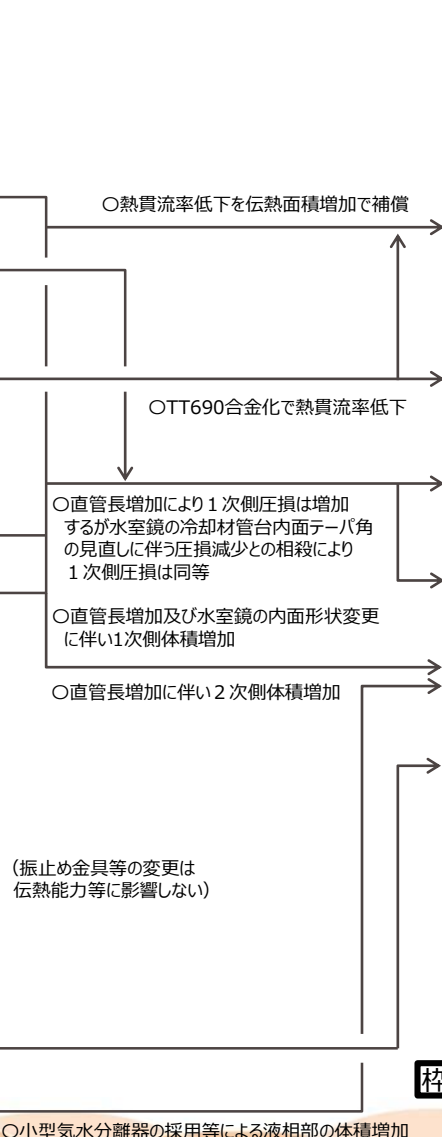 〇熱貫流率低下を伝熱面積増加で補償
〇TT690合金化で熱貫流率低下
〇直管長増加により１次側圧損は増加
するが水室鏡の冷却材管台内面テーパ角
の見直しに伴う圧損減少との相殺により
１次側圧損は同等
〇直管長増加及び水室鏡の内面形状変更
に伴い1次側体積増加
〇直管長増加に伴い２次側体積増加
（振止め金具等の変更は
伝熱能力等に影響しない）
枠
〇小型気水分離器の採用等による液相部の体積増加